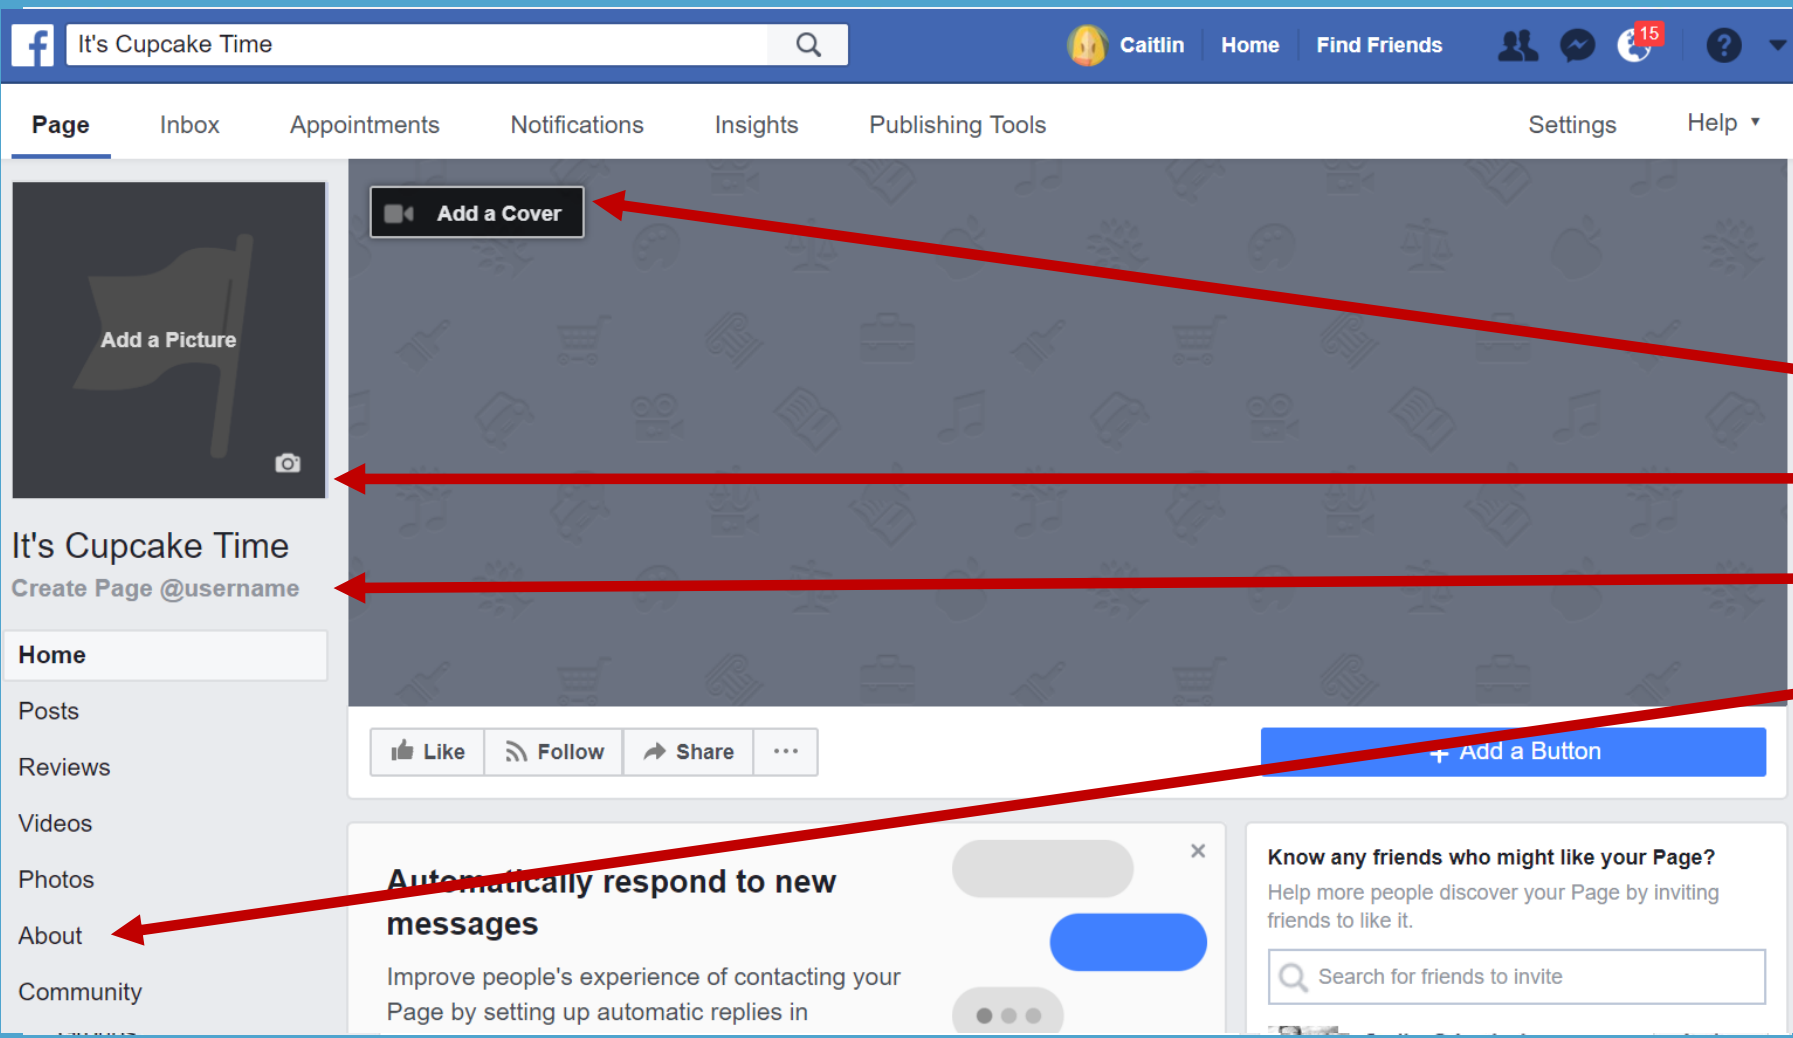 f
It's Cupcake Time
Caitlin
Home
Find Friends
15
?
Page
Inbox
Appointments
Notifications
Insights
Publishing Tools
Settings
Help
Add a Picture
Add a Cover
It's Cupcake Time
Create Page @username
Home
Posts
Reviews
Videos
Photos
About
Community
Like
Follow
Share
...
+ Add a Button
Automatically respond to new
messages
Improve people's experience of contacting your
Page by setting up automatic replies in
Know any friends who might like your Page?
Help more people discover your Page by inviting
friends to like it.
Search for friends to invite